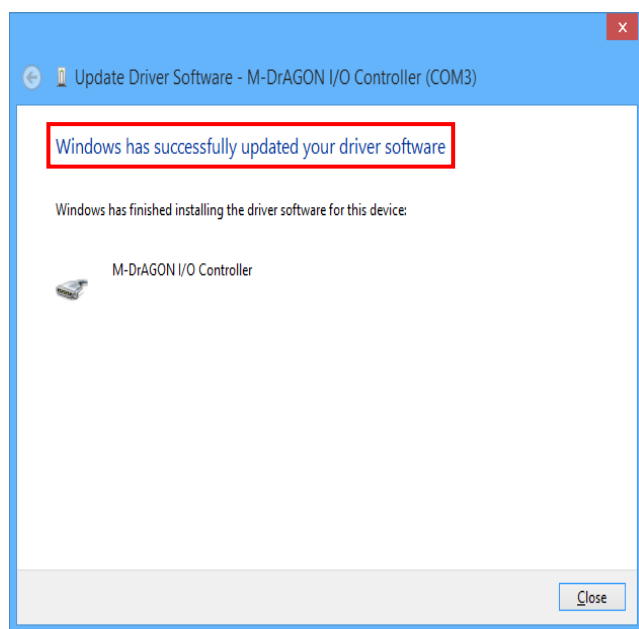 x
Update Driver Software - M-DrAGON I/O Controller (COM3)
Windows has successfully updated your driver software
Windows has finished installing the driver software for this device:
M-DrAGON I/O Controller
Close